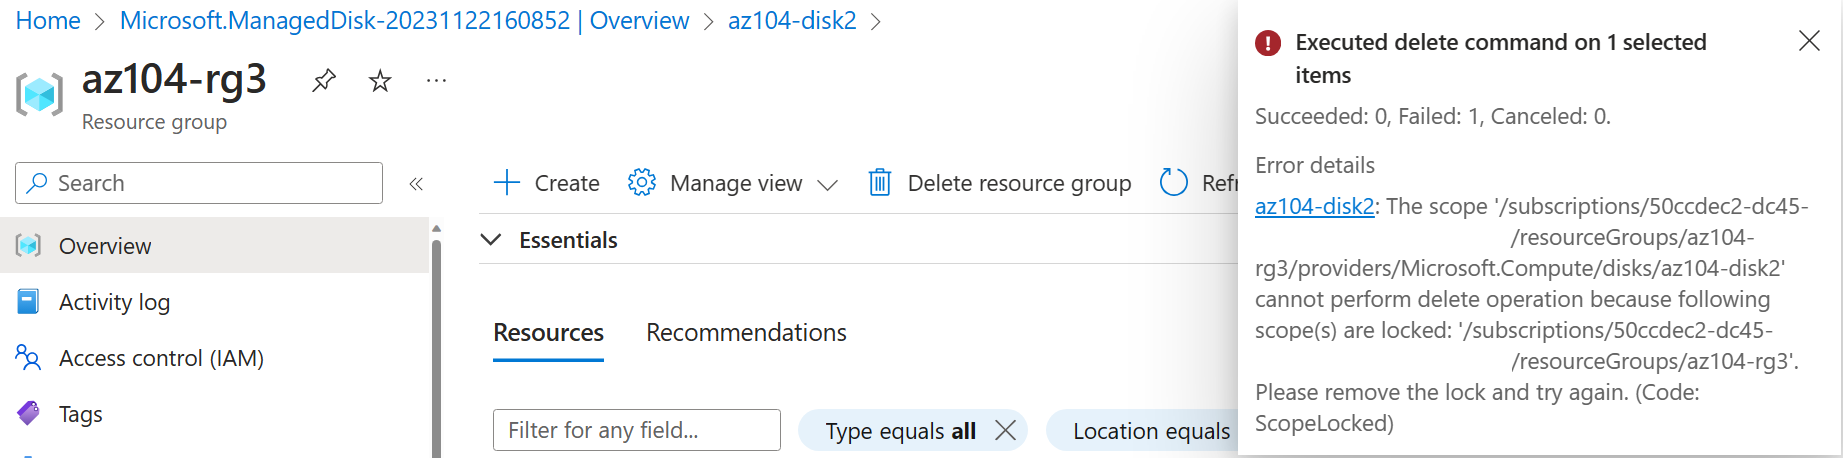 Home > Microsoft.ManagedDisk-20231122160852 | Overview > az104-disk2 >
az104-rg3
Resource group
Search
Overview
Activity log
Access control (IAM)
Tags
Create
Manage view
Delete resource group
Refr
Essentials
Resources
Recommendations
Filter for any field...
Type equals all
Location equals
Executed delete command on 1 selected
items
Succeeded: 0, Failed: 1, Canceled: 0.
Error details
az104-disk2: The scope '/subscriptions/50ccdec2-dc45-
/resourceGroups/az104-
rg3/providers/Microsoft.Compute/disks/az104-disk2'
cannot perform delete operation because following
scope(s) are locked: '/subscriptions/50ccdec2-dc45-
/resourceGroups/az104-rg3'.
Please remove the lock and try again. (Code:
ScopeLocked)